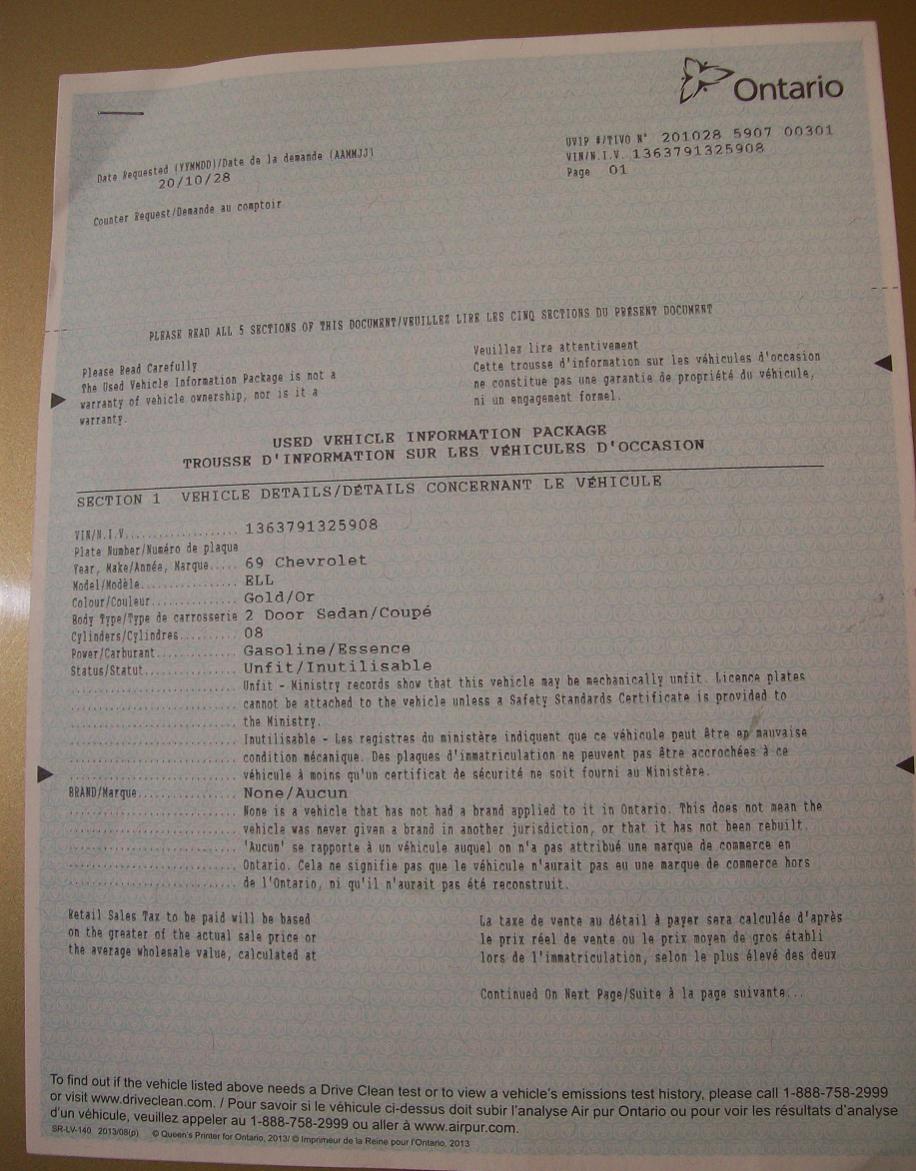 Ontario
UVIP #/TIVO N° 201028 5907 00301
VIN/N.I.V. 1363791325908
Page 01
Date Requested (YYMMDD)/Date de la demande (AAMMJJ)
20/10/28
Counter Request/Demande au comptoir
PLEASE READ ALL 5 SECTIONS OF THIS DOCUMENT/VEUILLEZ LIRE LES CINQ SECTIONS DU PRÉSENT DOCUMENT
Please Read Carefully
The Used Vehicle Information Package is not a
warranty of vehicle ownership, nor is it a
warranty.
Veuillez lire attentivement
Cette trousse d'information sur les véhicules d'occasion
ne constitue pas une garantie de propriété du véhicule,
ni un engagement formel.
USED VEHICLE INFORMATION PACKAGE
TROUSSE D'INFORMATION SUR LES VÉHICULES D'OCCASION
SECTION 1 VEHICLE DETAILS/DÉTAILS CONCERNANT LE VÉHICULE
VIN/N.I.V................... 1363791325908
Plate Number/Numéro de plaque
Year, Make/Année, Marque..... 69 Chevrolet
Model/Modèle................ ELL
Colour/Couleur.............. Gold/Or
Body Type/Type de carrosserie 2 Door Sedan/Coupé
Cylinders/Cylindres.......... 08
Power/Carburant............. Gasoline/Essence
Status/Statut............... Unfit/Inutilisable
Unfit - Ministry records show that this vehicle may be mechanically unfit. Licence plates
cannot be attached to the vehicle unless a Safety Standards Certificate is provided to
the Ministry.
Inutilisable - Les registres du ministère indiquent que ce véhicule peut être en mauvaise
condition mécanique. Des plaques d'immatriculation ne peuvent pas être accrochées à ce
véhicule à moins qu'un certificat de sécurité ne soit fourni au Ministère.
BRAND/Marque................ None/Aucun
None is a vehicle that has not had a brand applied to it in Ontario. This does not mean the
vehicle was never given a brand in another jurisdiction, or that it has not been rebuilt.
'Aucun' se rapporte à un véhicule auquel on n'a pas attribué une marque de commerce en
Ontario. Cela ne signifie pas que le véhicule n'aurait pas eu une marque de commerce hors
de l'Ontario, ni qu'il n'aurait pas été reconstruit.
Retail Sales Tax to be paid will be based
on the greater of the actual sale price or
the average wholesale value, calculated at
La taxe de vente au détail à payer sera calculée d'après
le prix réel de vente ou le prix moyen de gros établi
lors de l'immatriculation, selon le plus élevé des deux
Continued On Next Page/Suite à la page suivante...
To find out if the vehicle listed above needs a Drive Clean test or to view a vehicle's emissions test history, please call 1-888-758-2999
or visit www.driveclean.com. / Pour savoir si le véhicule ci-dessus doit subir l'analyse Air pur Ontario ou pour voir les résultats d'analyse
d'un véhicule, veuillez appeler au 1-888-758-2999 ou aller à www.airpur.com.
SR-LV-140 2013/08(p) © Queen's Printer for Ontario, 2013/ © Imprimeur de la Reine pour l'Ontario, 2013